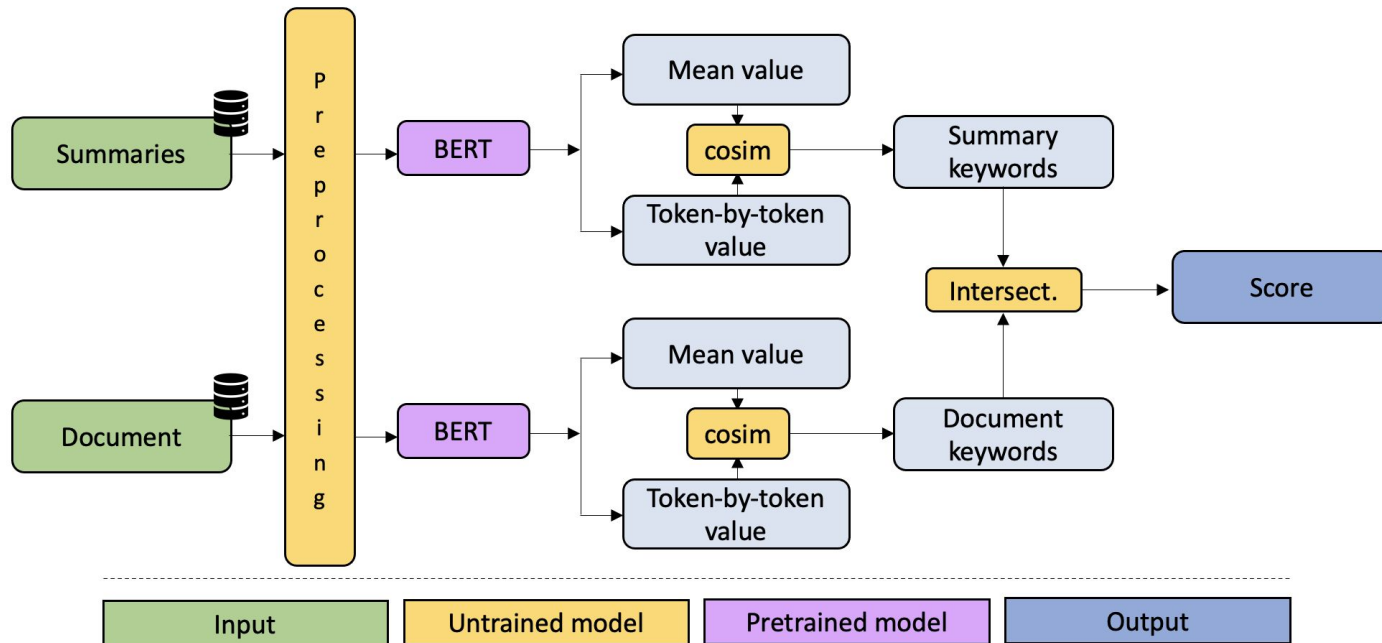 Summaries
Document
Preprocessing
BERT
BERT
Mean value
cosim
Token-by-token
value
Mean value
cosim
Token-by-token
value
Summary
keywords
Intersect.
Document
keywords
Score
Input
Untrained model
Pretrained model
Output